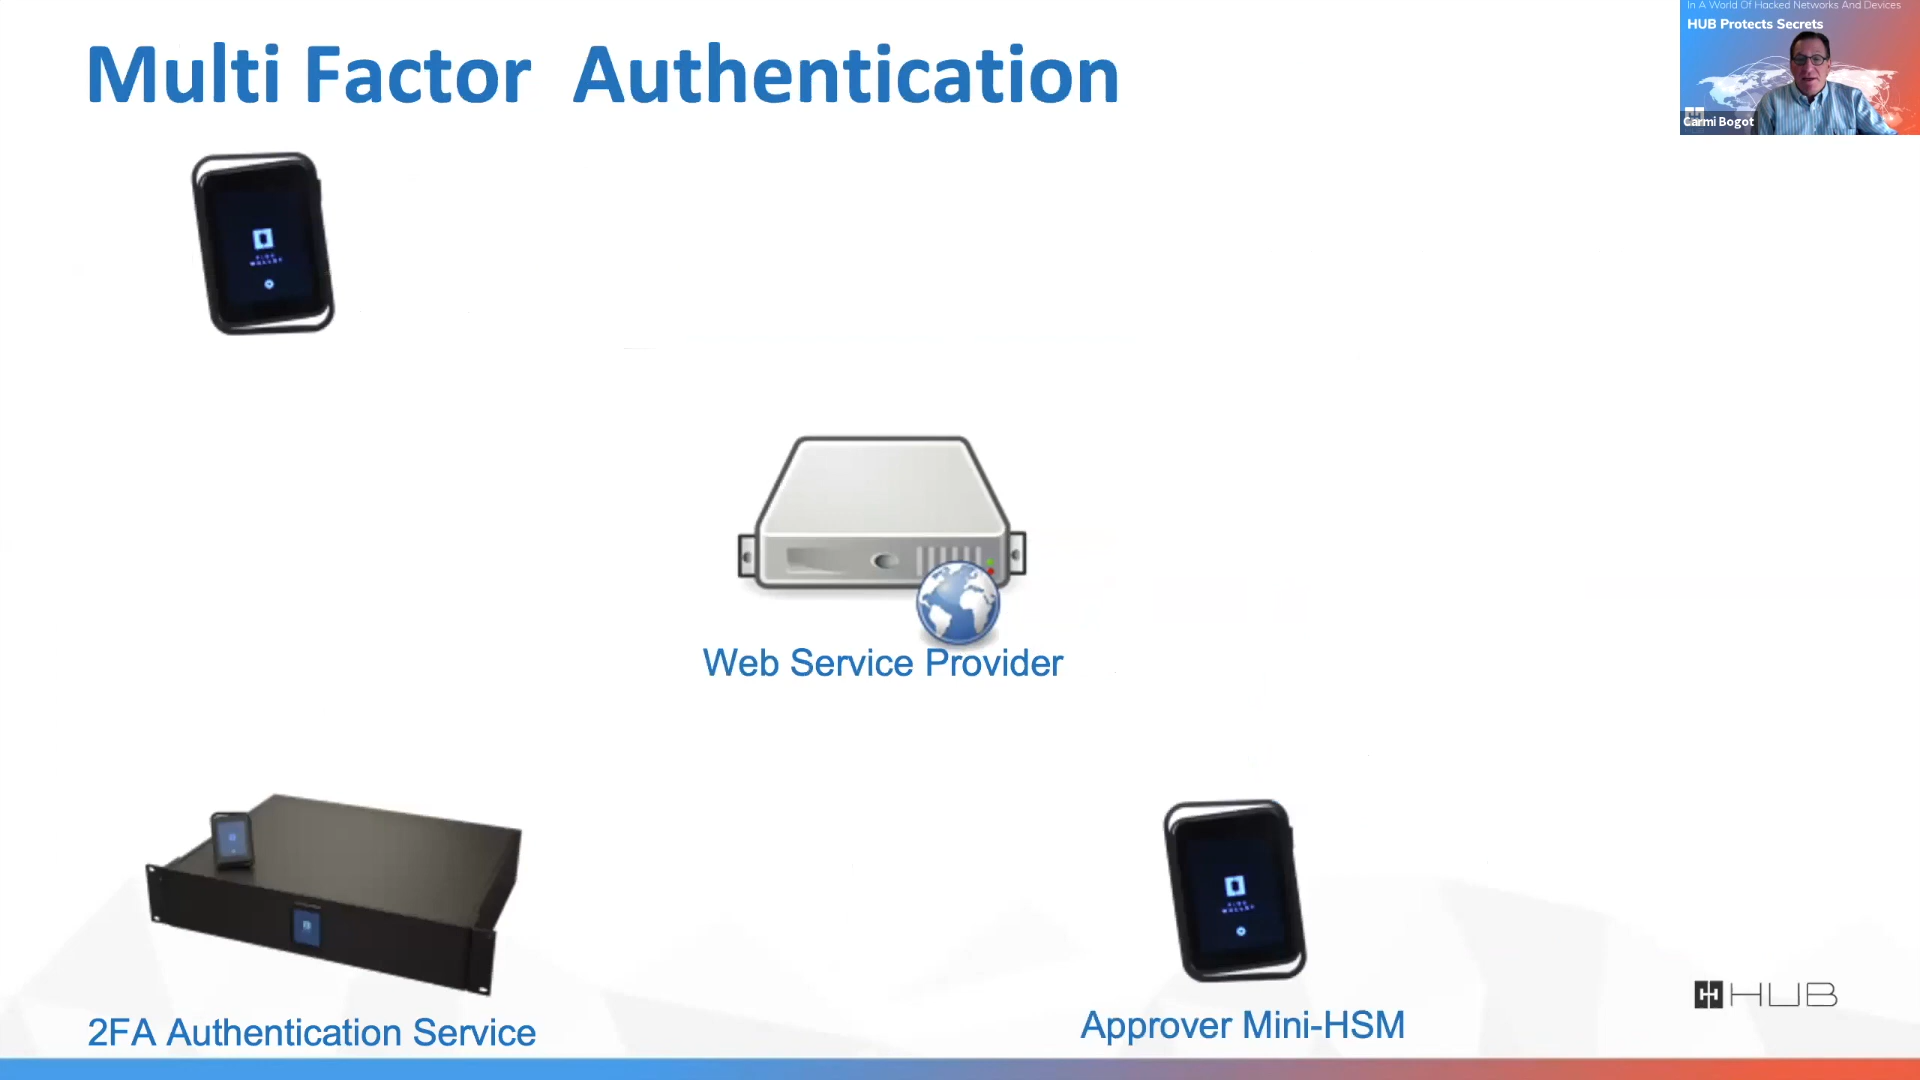 Multi Factor Authentication
In A World Of Hacked Networks And Devices
HUB Protects Secrets
Carmi Bogot
Web Service Provider
2FA Authentication Service
Approver Mini-HSM
HUB